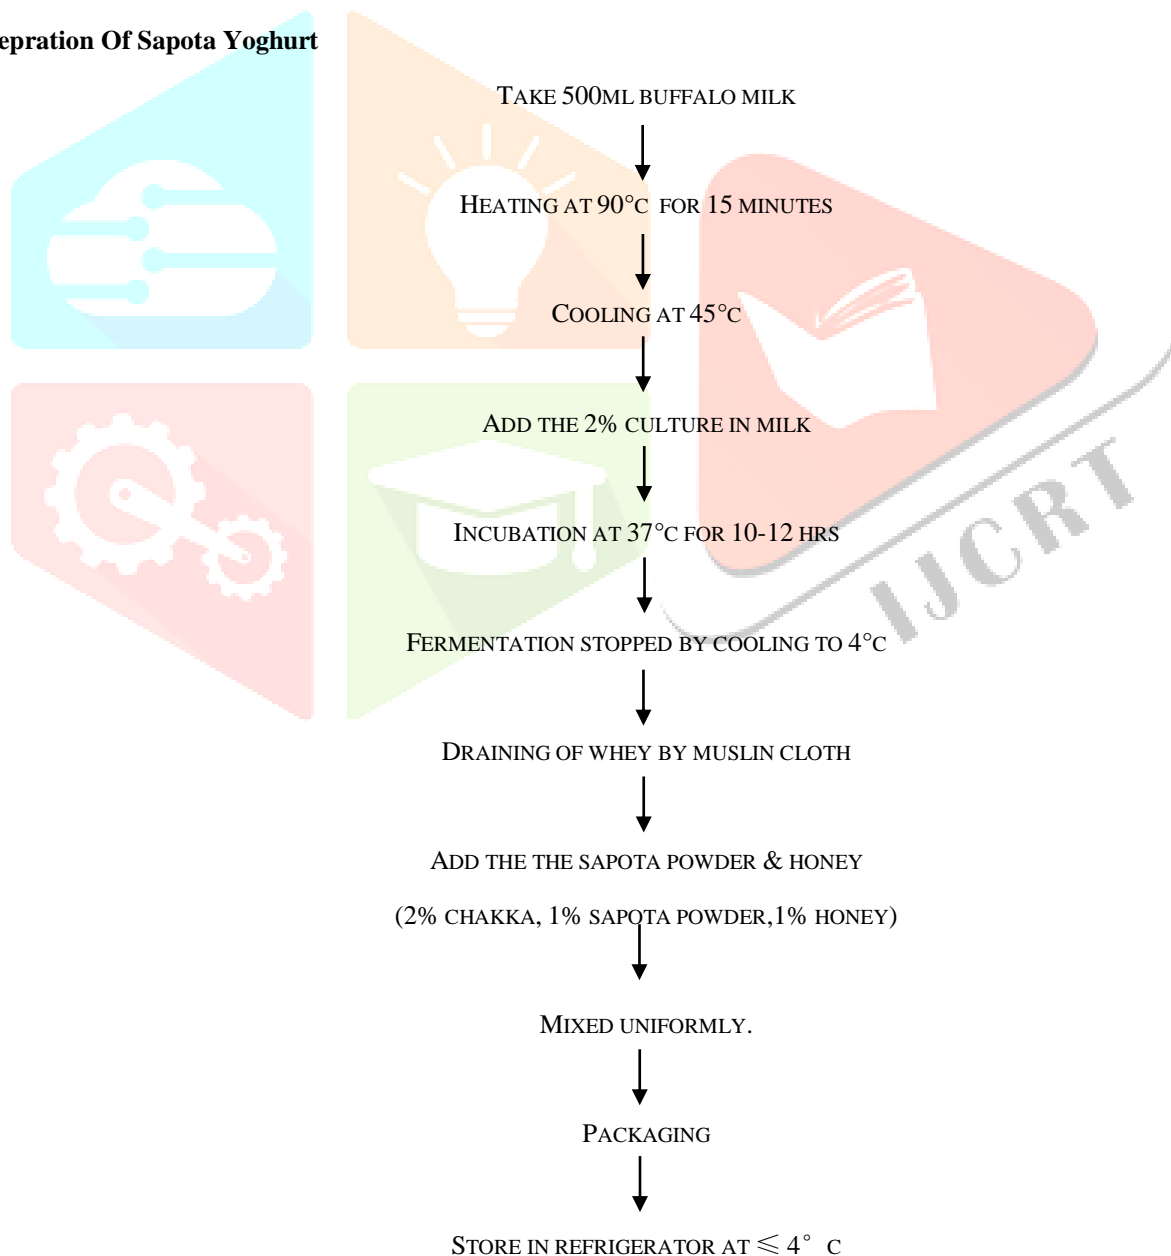 epration Of Sapota Yoghurt
TAKE 500ML BUFFALO MILK
HEATING AT 90°C FOR 15 MINUTES
COOLING AT 45°C
ADD THE 2% CULTURE IN MILK
INCUBATION AT 37°C FOR 10-12 HRS
FERMENTATION STOPPED BY COOLING TO 4°C
DRAINING OF WHEY BY MUSLIN CLOTH
ADD THE THE SAPOTA POWDER & HONEY
(2% CHAKKA, 1% SAPOTA POWDER,1% HONEY)
MIXED UNIFORMLY.
PACKAGING
STORE IN REFRIGERATOR AT ≤ 4° C
IJCRT